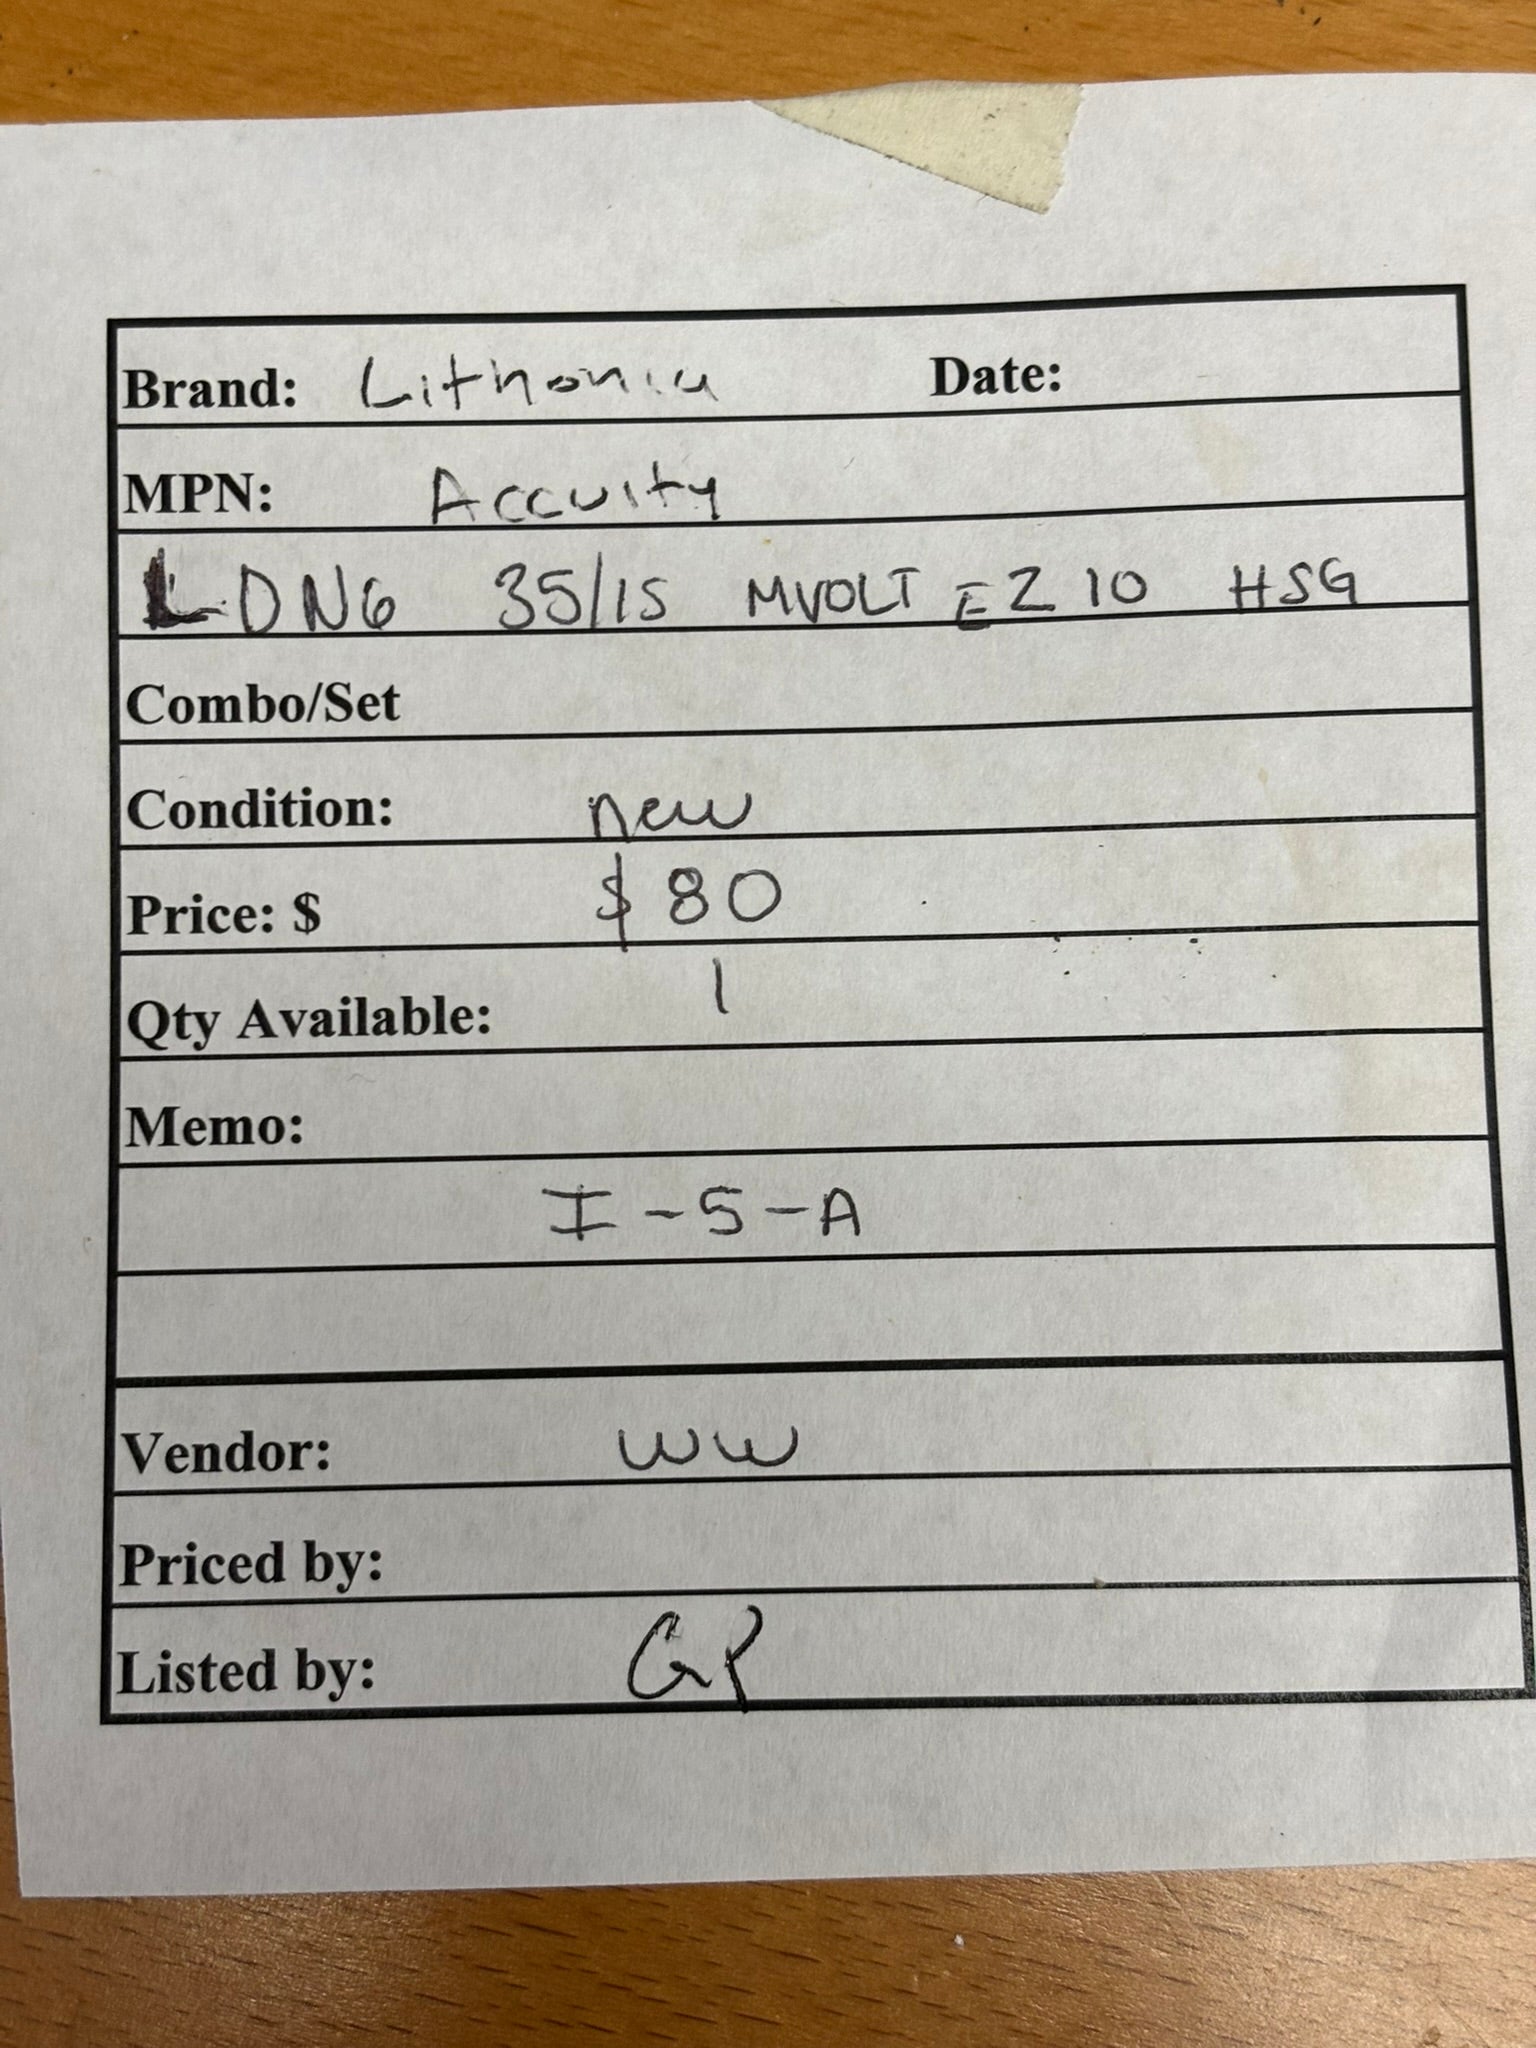 Brand: Lithonia Date:
MPN: Accuity
LDN6 35/15 MVOLT EZ10 HSG
Combo/Set
Condition: new
Price: $ $80
Qty Available: 1
Memo:
I-5-A
Vendor: WW
Priced by:
Listed by: GP